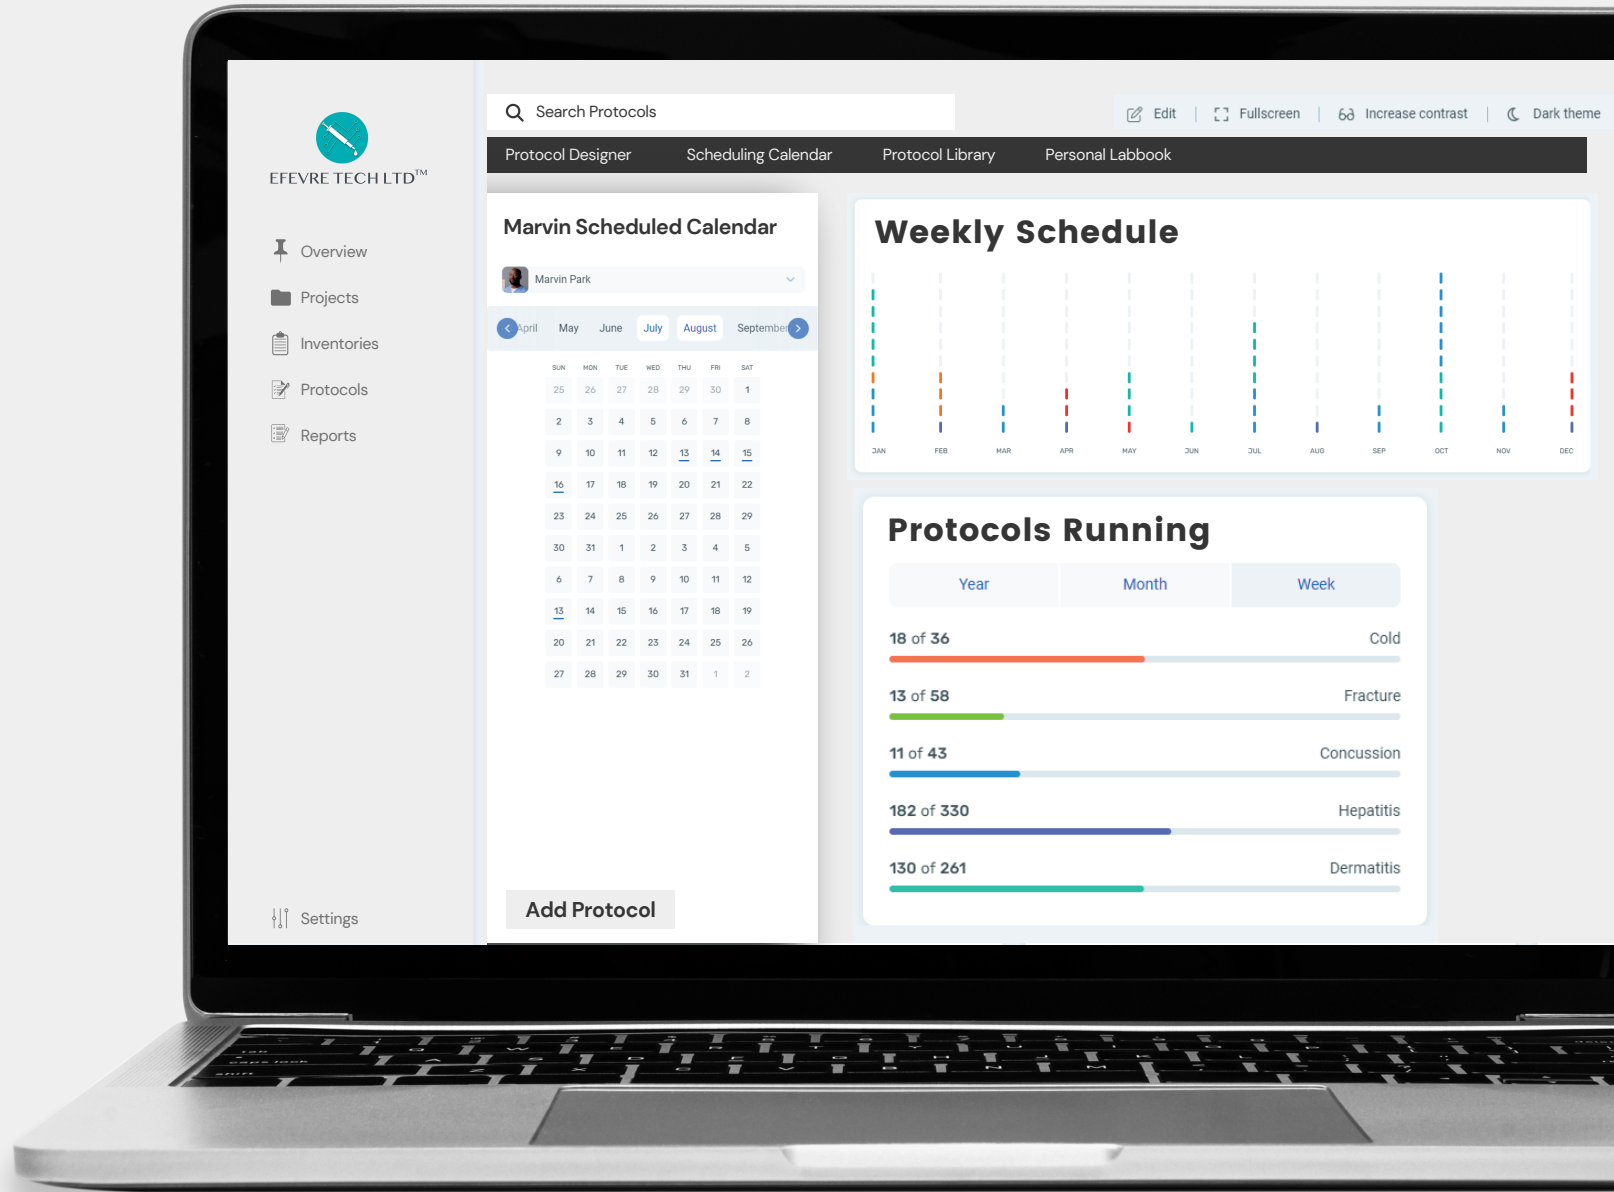 EFEVRE TECH LTD™
Overview
Projects
Inventories
Protocols
Reports
Settings
Search Protocols
Edit
Fullscreen
Increase contrast
Dark theme
Protocol Designer Scheduling Calendar Protocol Library Personal Labbook
Marvin Scheduled Calendar
Marvin Park
April May June July August September
SUN MON TUE WED THU FRI SAT
25 26 27 28 29 30 1
2 3 4 5 6 7 8
9 10 11 12 13 14 15
16 17 18 19 20 21 22
23 24 25 26 27 28 29
30 31 1 2 3 4 5
6 7 8 9 10 11 12
13 14 15 16 17 18 19
20 21 22 23 24 25 26
27 28 29 30 31 1 2
Add Protocol
Weekly Schedule
JAN FEB MAR APR MAY JUN JUL AUG SEP OCT NOV DEC
Protocols Running
Year Month Week
18 of 36 Cold
13 of 58 Fracture
11 of 43 Concussion
182 of 330 Hepatitis
130 of 261 Dermatitis
tab
caps lock
shift